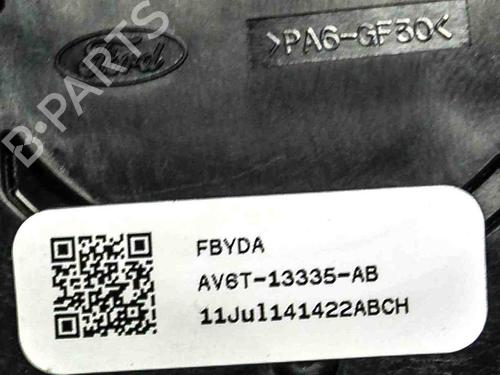 Ford
>PA6-GF30<
B-PARTS
FBYDA
AV6T-13335-AB
11Jul141422ABCH